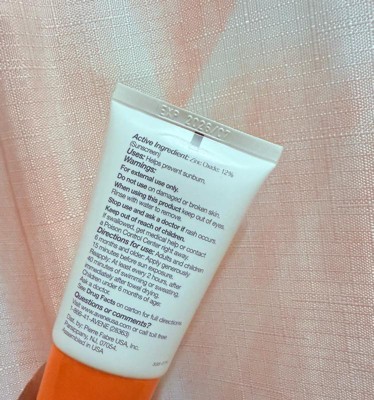 EXP 2026/07
Active Ingredient: Zinc Oxide 12%
(Sunscreen)
Uses: Helps prevent sunburn.
Warnings:
For external use only.
Do not use on damaged or broken skin.
When using this product keep out of eyes.
Rinse with water to remove.
Stop use and ask a doctor if rash occurs.
Keep out of reach of children.
If swallowed, get medical help or contact
a Poison Control Center right away.
Directions for use: Adults and children
6 months and older: Apply generously
15 minutes before sun exposure.
Reapply: At least every 2 hours, after
40 minutes of swimming or sweating,
immediately after towel drying.
Children under 6 months of age:
Ask a doctor.
See Drug Facts on carton for full directions.
Questions or comments?
Visit www.aveneusa.com or call toll free
1-866-41-AVENE (28363)
Dist. by: Pierre Fabre USA, Inc.
Parsippany, NJ, 07054.
Assembled in USA